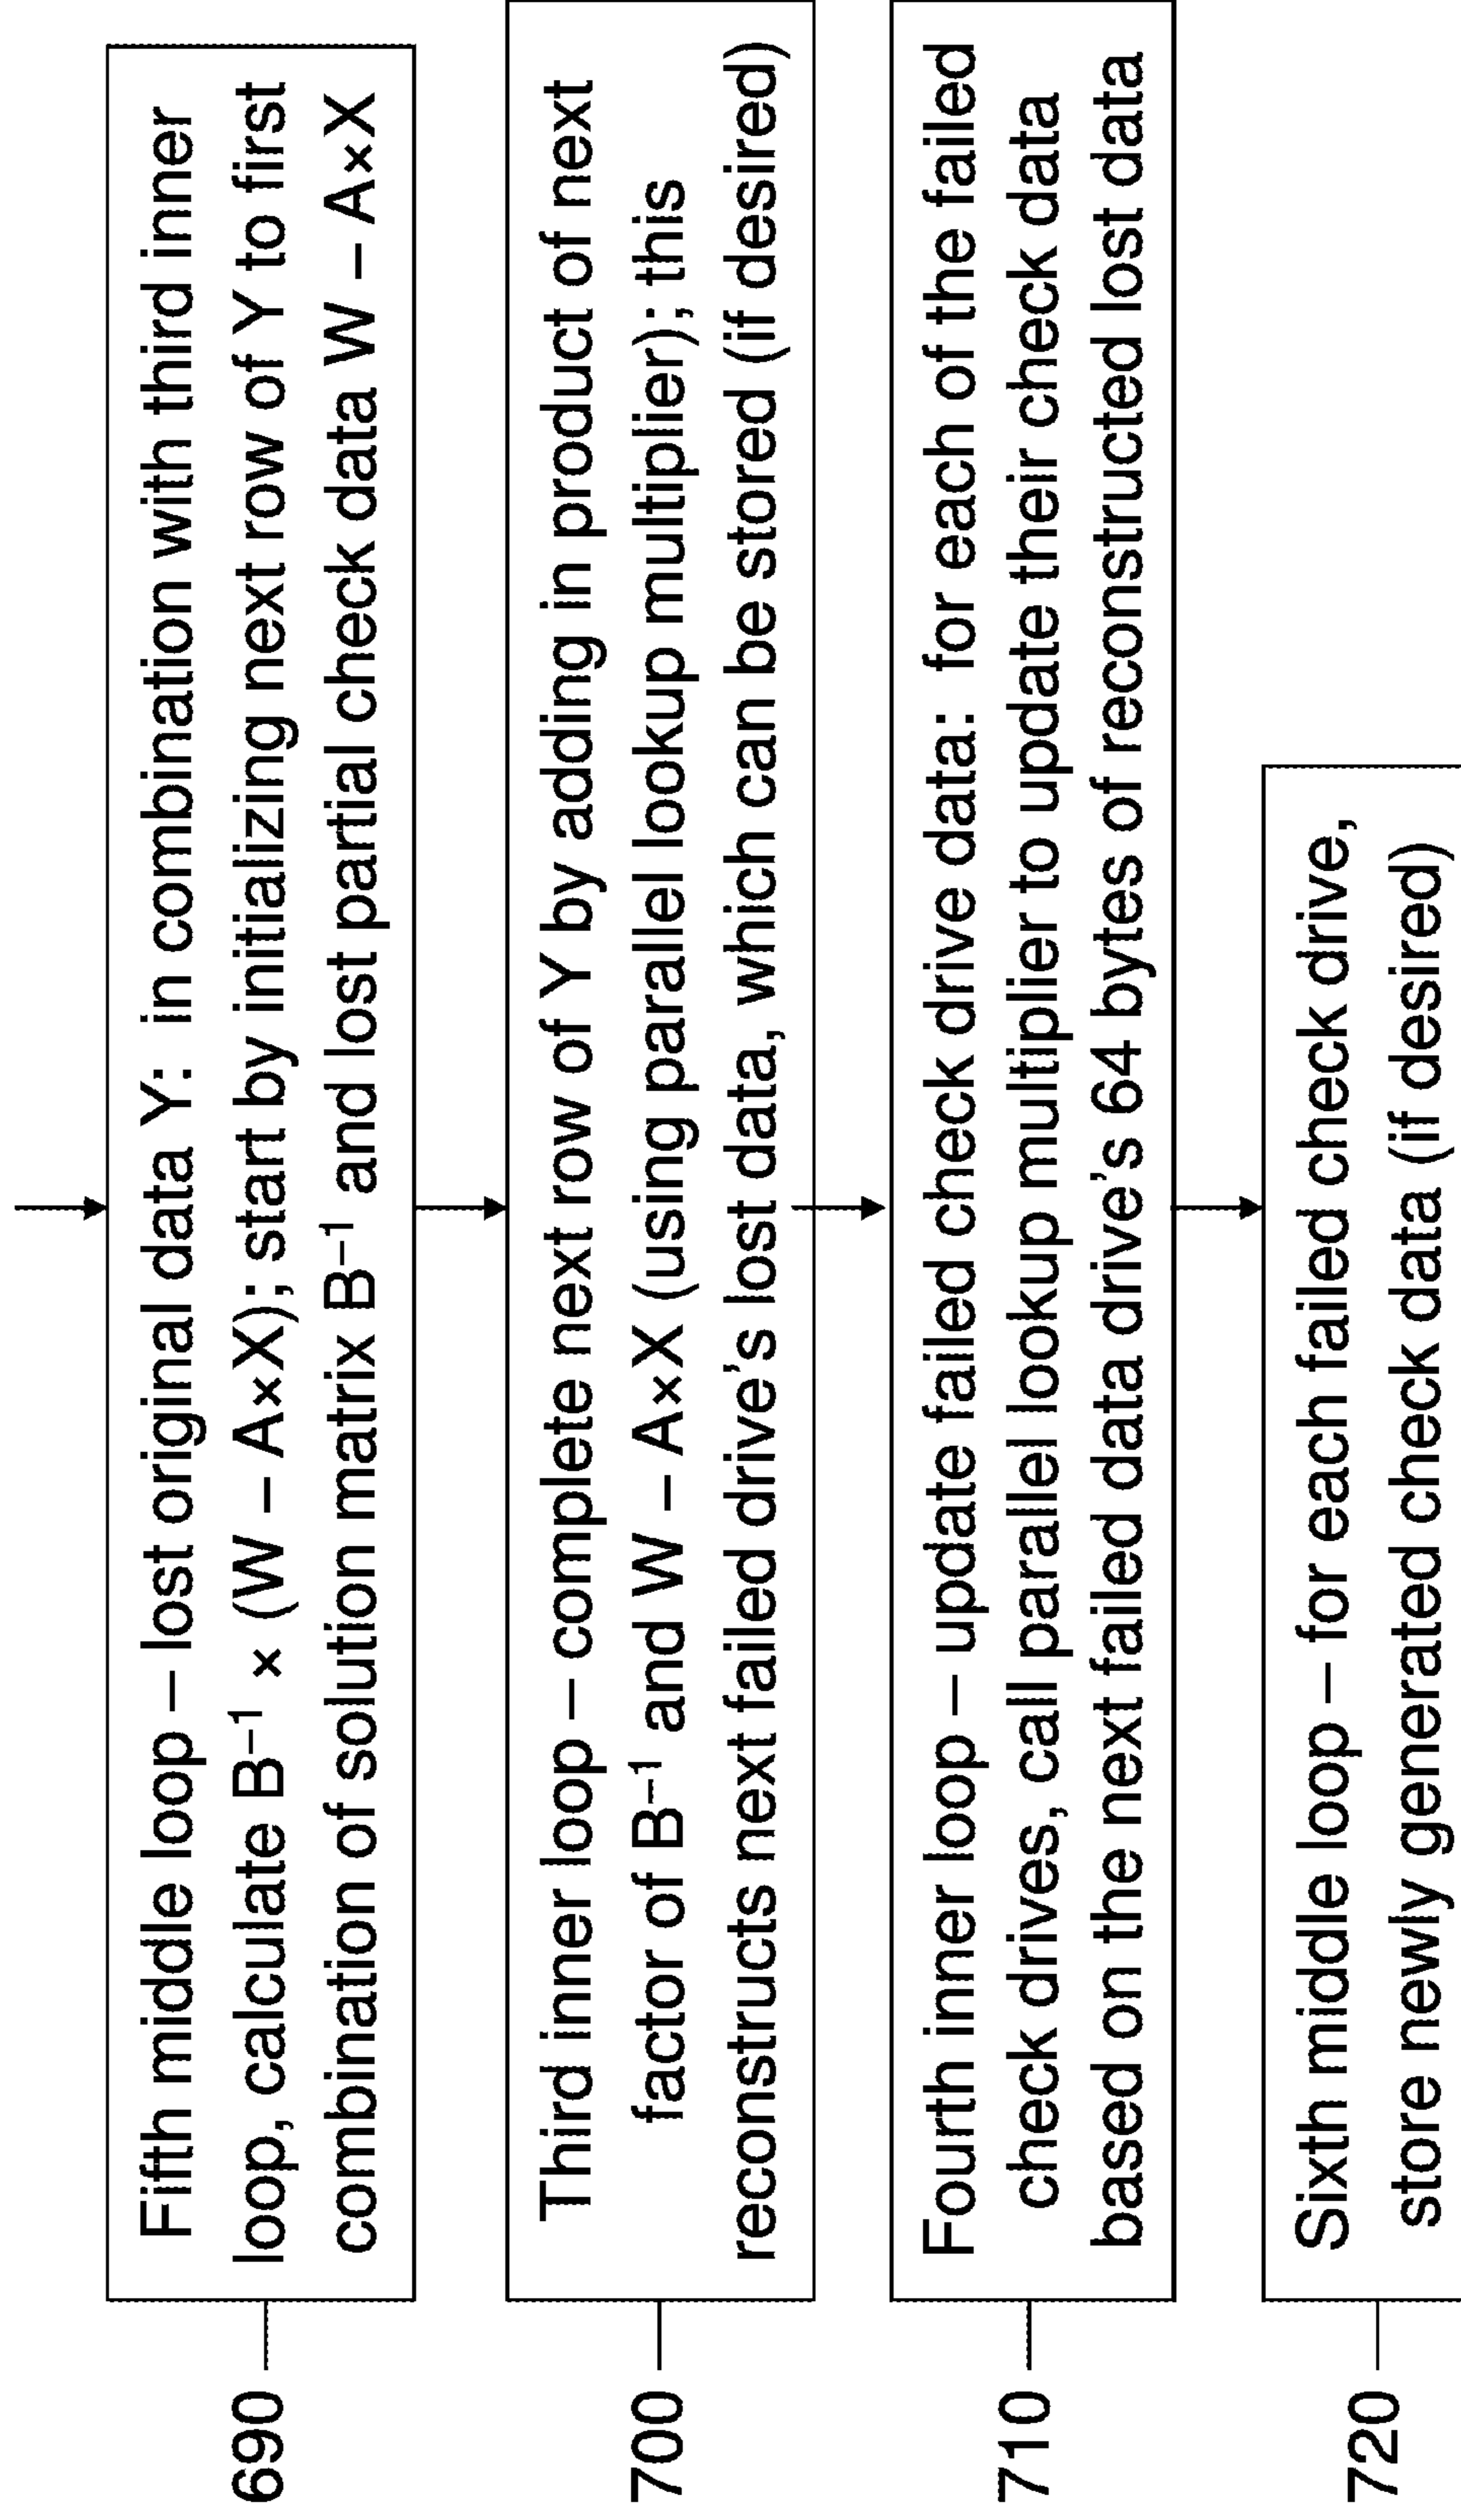 690
Fifth middle loop – lost original data Y: in combination with third inner
loop, calculate B⁻¹ × (W – A×X); start by initializing next row of Y to first
combination of solution matrix B⁻¹ and lost partial check data W – A×X
700
Third inner loop – complete next row of Y by adding in product of next
factor of B⁻¹ and W – A×X (using parallel lookup multiplier); this
reconstructs next failed drive's lost data, which can be stored (if desired)
710
Fourth inner loop – update failed check drive data: for each of the failed
check drives, call parallel lookup multiplier to update their check data
based on the next failed data drive's 64 bytes of reconstructed lost data
720
Sixth middle loop – for each failed check drive,
store newly generated check data (if desired)